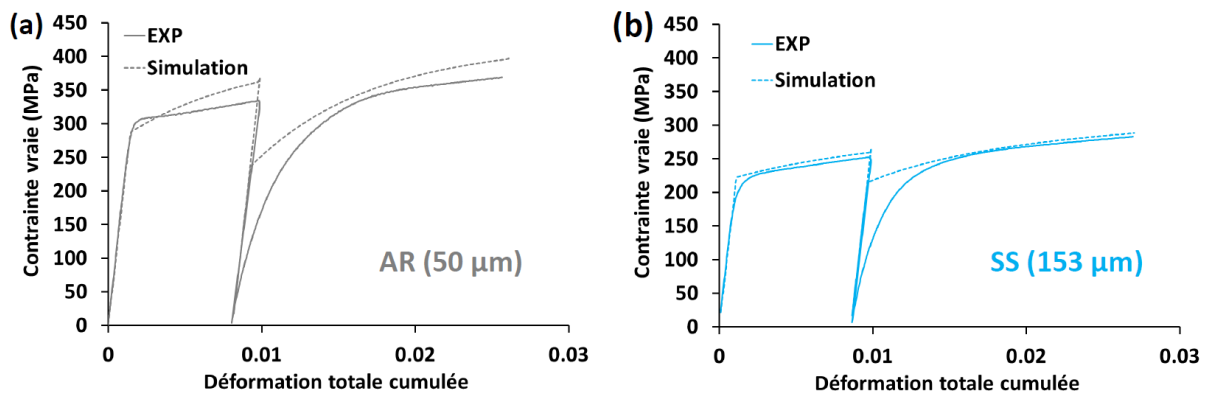 (a)
EXP
Simulation
Contrainte vraie (MPa)
450
400
350
300
250
200
150
100
50
0
AR (50 µm)
0
0.01
0.02
0.03
Déformation totale cumulée
(b)
EXP
Simulation
Contrainte vraie (MPa)
450
400
350
300
250
200
150
100
50
0
SS (153 µm)
0
0.01
0.02
0.03
Déformation totale cumulée